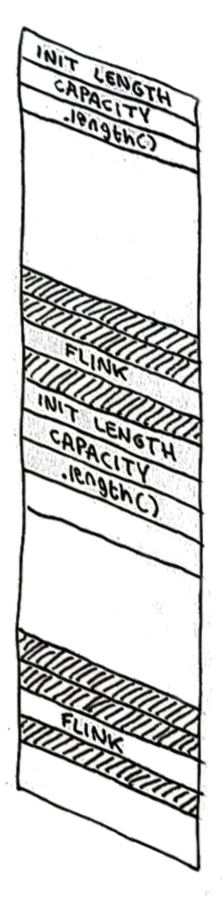 INIT LENGTH
CAPACITY
.length()
FLINK
INIT LENGTH
CAPACITY
.length()
FLINK